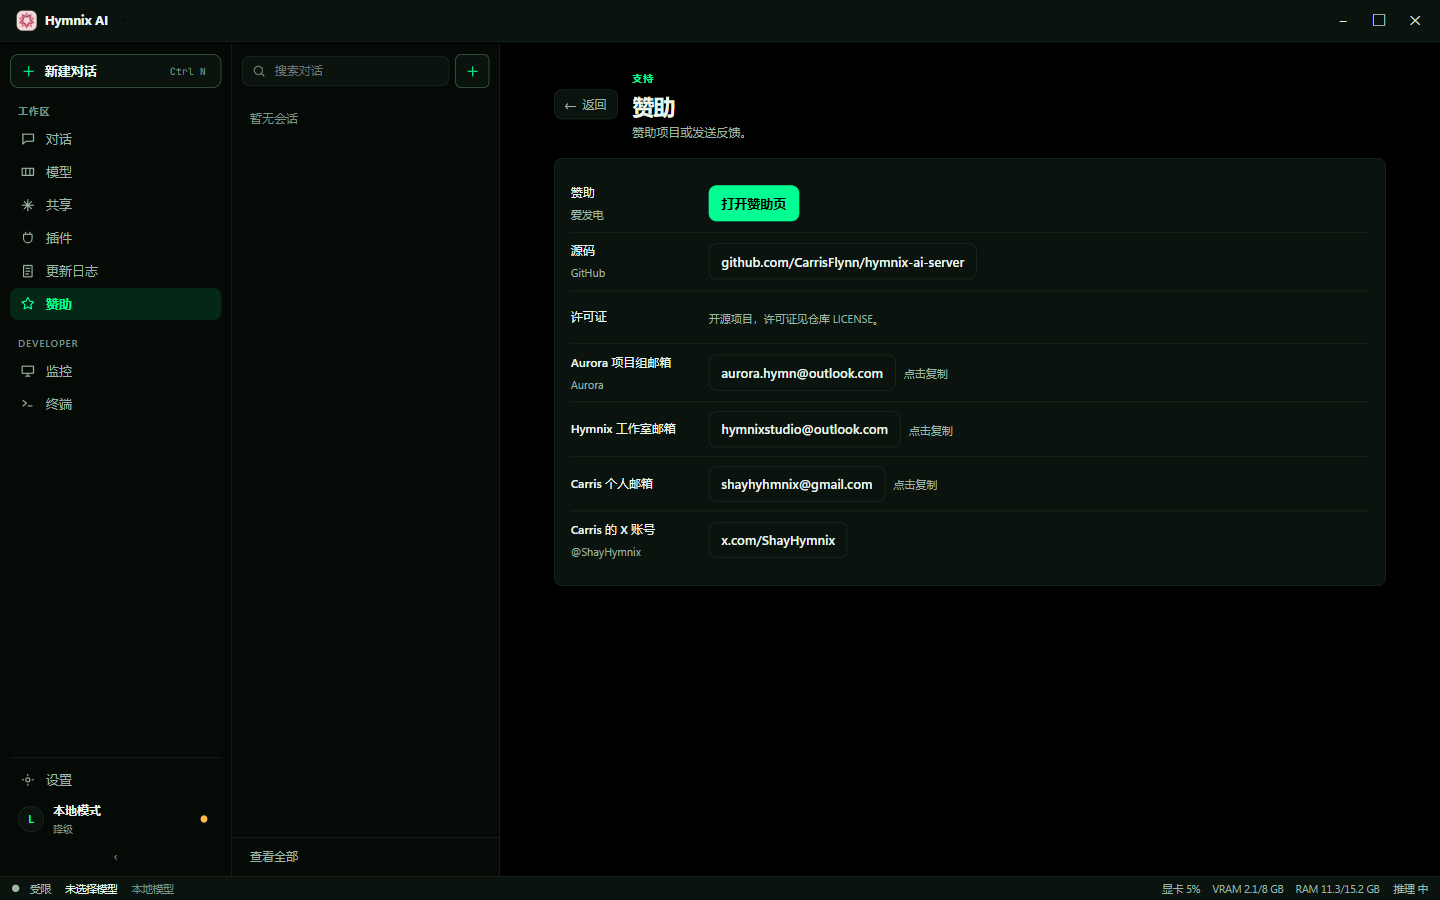 Hymnix AI
新建对话 Ctrl N
工作区
对话
模型
共享
插件
更新日志
赞助
DEVELOPER
监控
终端
设置
L
本地模式
降级
搜索对话
暂无会话
查看全部
支持
← 返回
赞助
赞助项目或发送反馈。
赞助
爱发电
打开赞助页
源码
GitHub
github.com/CarrisFlynn/hymnix-ai-server
许可证
开源项目，许可证见仓库 LICENSE。
Aurora 项目组邮箱
Aurora
aurora.hymn@outlook.com 点击复制
Hymnix 工作室邮箱
hymnixstudio@outlook.com 点击复制
Carris 个人邮箱
shayhyhmnix@gmail.com 点击复制
Carris 的 X 账号
@ShayHymnix
x.com/ShayHymnix
受限 未选择模型 本地模型
显卡 5% VRAM 2.1/8 GB RAM 11.3/15.2 GB 推理 中